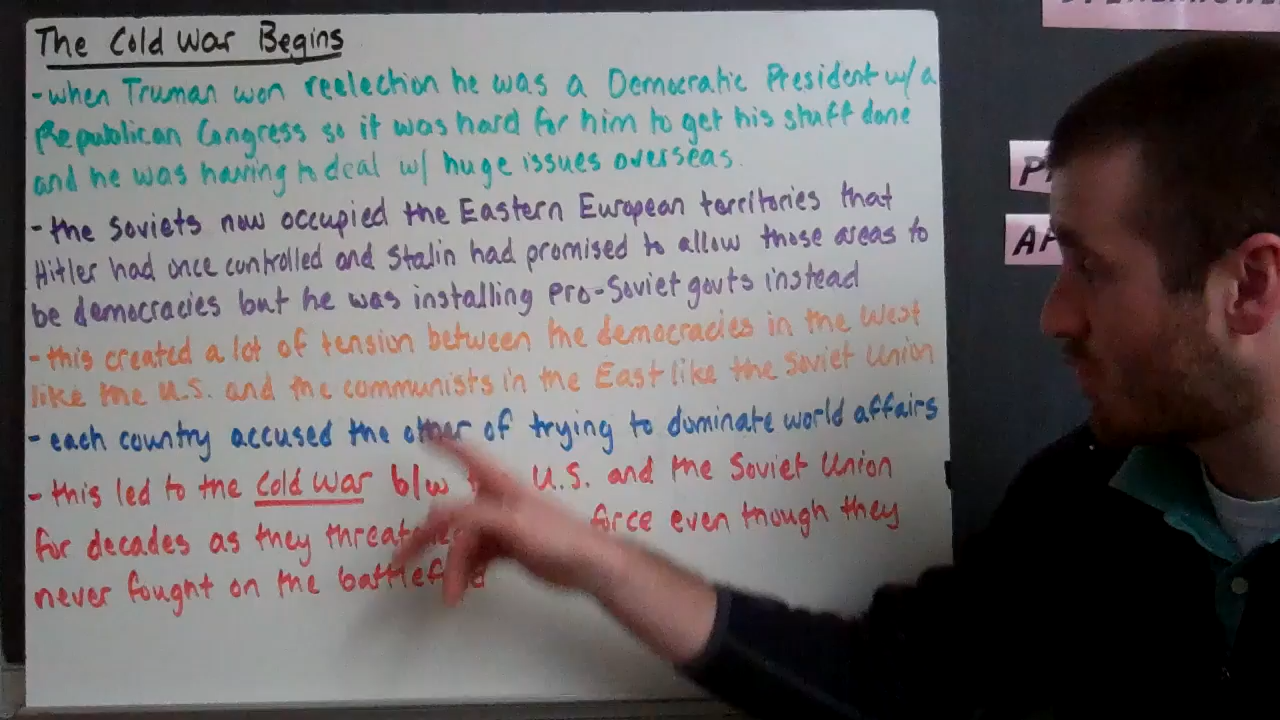 The Cold War Begins
- when Truman won reelection he was a Democratic President w/ a
Republican Congress so it was hard for him to get his stuff done
and he was having to deal w/ huge issues overseas.
- the Soviets now occupied the Eastern European territories that
Hitler had once controlled and Stalin had promised to allow those areas to
be democracies but he was installing pro-Soviet govts instead
- this created a lot of tension between the democracies in the West
like the U.S. and the communists in the East like the Soviet Union
- each country accused the other of trying to dominate world affairs
- this led to the Cold War b/w U.S. and the Soviet Union
for decades as they force even though they
never fought on the battlefield